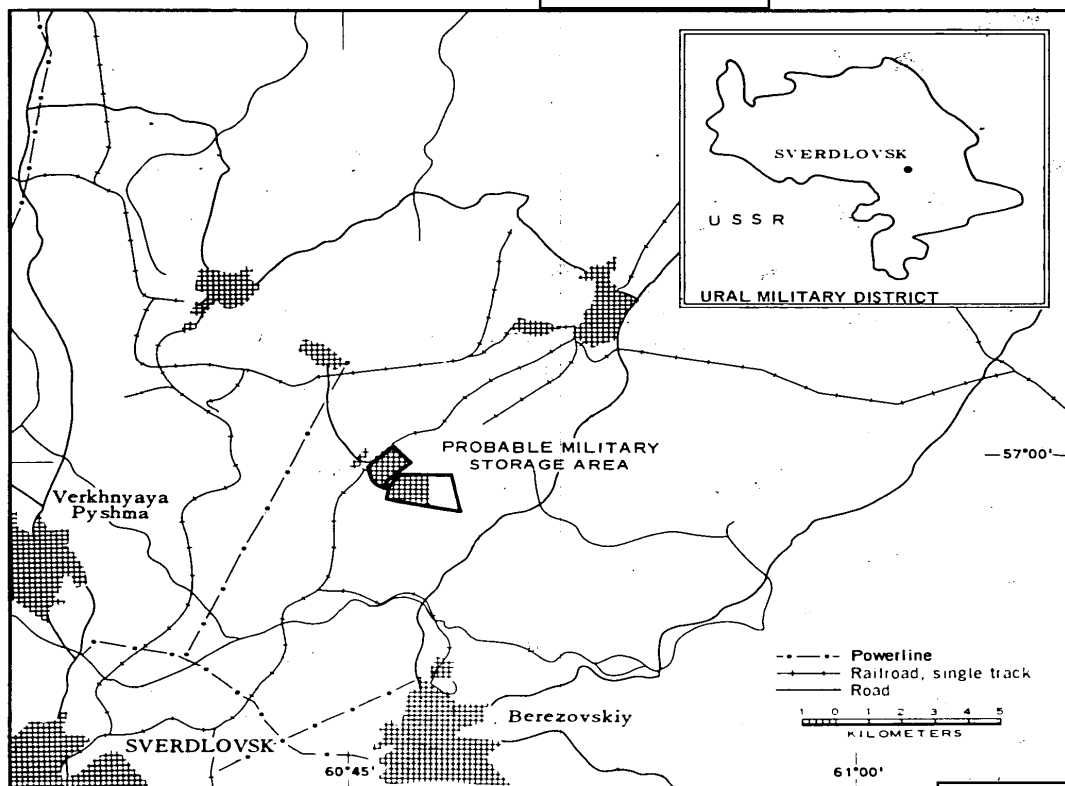 SVERDLOVSK
U S S R
URAL MILITARY DISTRICT
PROBABLE MILITARY
STORAGE AREA
57°00'
Verkhnyaya
Pyshma
Powerline
Railroad, single track
Road
1 0 1 2 3 4 5
KILOMETERS
Berezovskiy
SVERDLOVSK
60°45'
61°00'